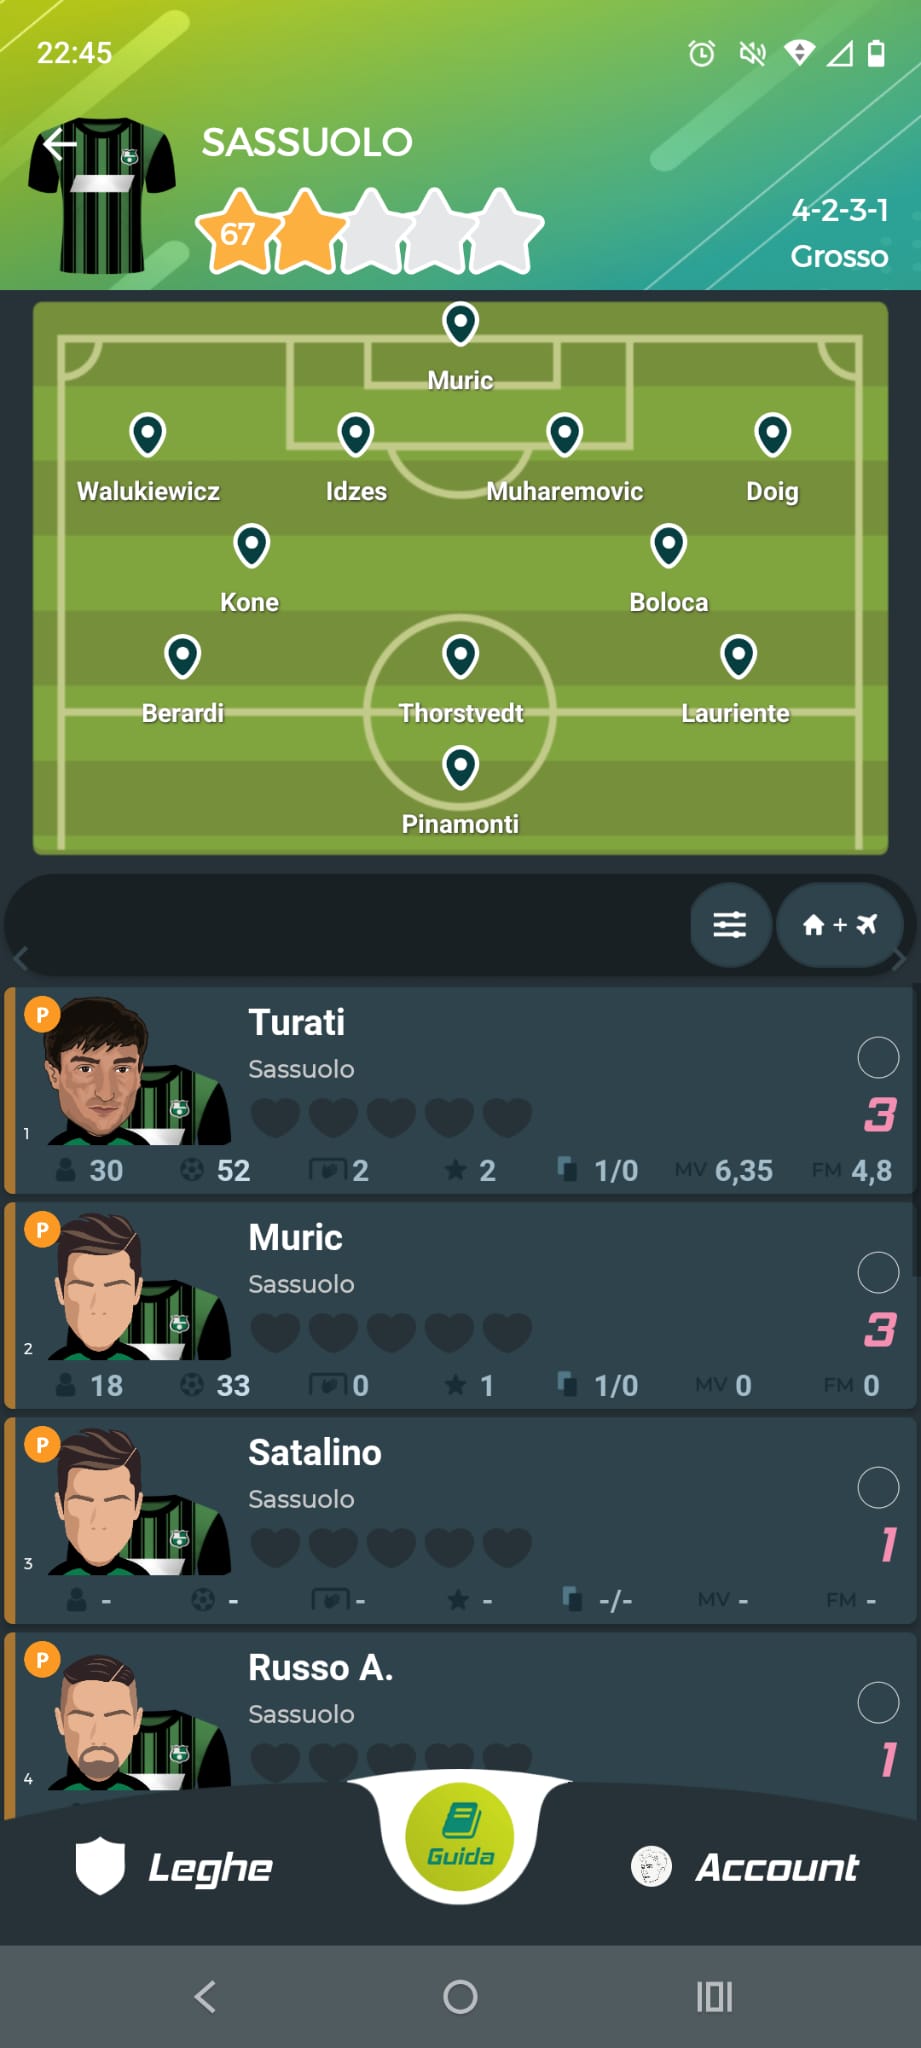 22:45
SASSUOLO
67
4-2-3-1
Grosso
Muric
Walukiewicz Idzes Muharemovic Doig
Kone Boloca
Berardi Thorstvedt Lauriente
Pinamonti
+
P
Turati
Sassuolo
3
1
30 52 2 2 1/0 MV 6,35 FM 4,8
P
Muric
Sassuolo
3
2
18 33 0 1 1/0 MV 0 FM 0
P
Satalino
Sassuolo
1
3
- - - - -/- MV - FM -
P
Russo A.
Sassuolo
1
4
Leghe Guida Account